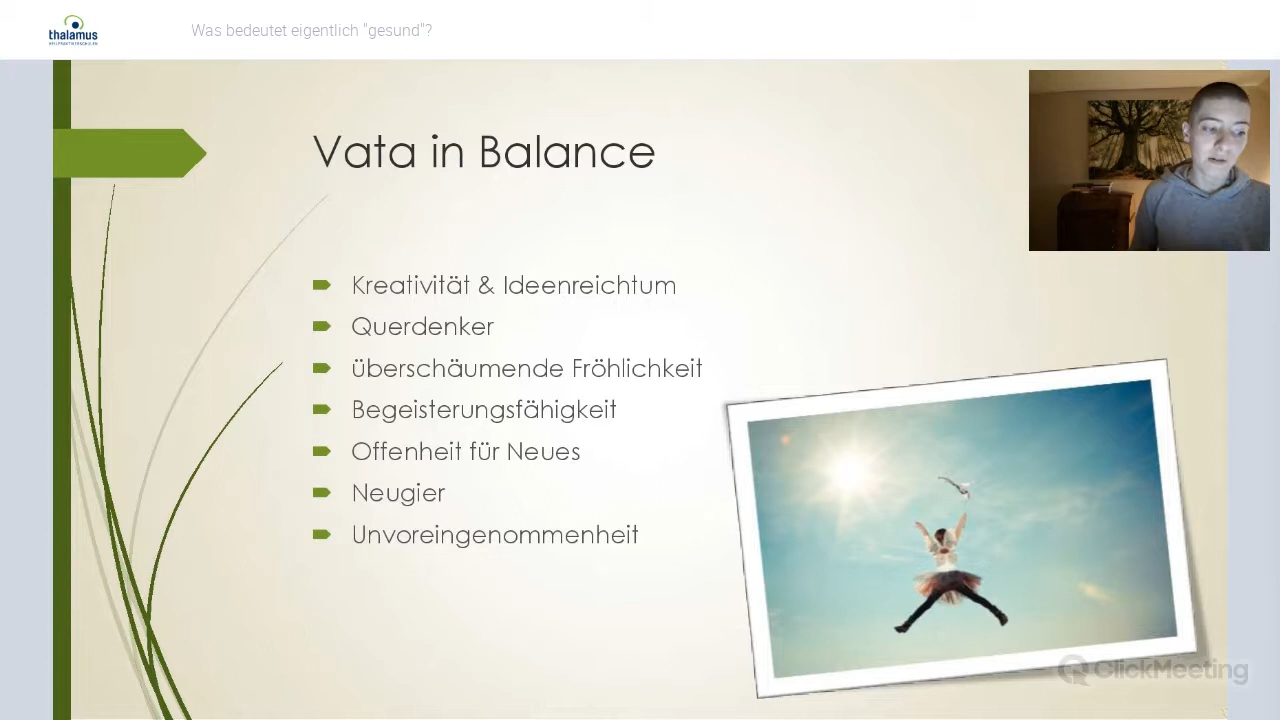 thalamus
HEILPRAKTIKERSCHULEN
Was bedeutet eigentlich "gesund"?
Vata in Balance
Kreativität & Ideenreichtum
Querdenker
überschäumende Fröhlichkeit
Begeisterungsfähigkeit
Offenheit für Neues
Neugier
Unvoreingenommenheit
ClickMeeting